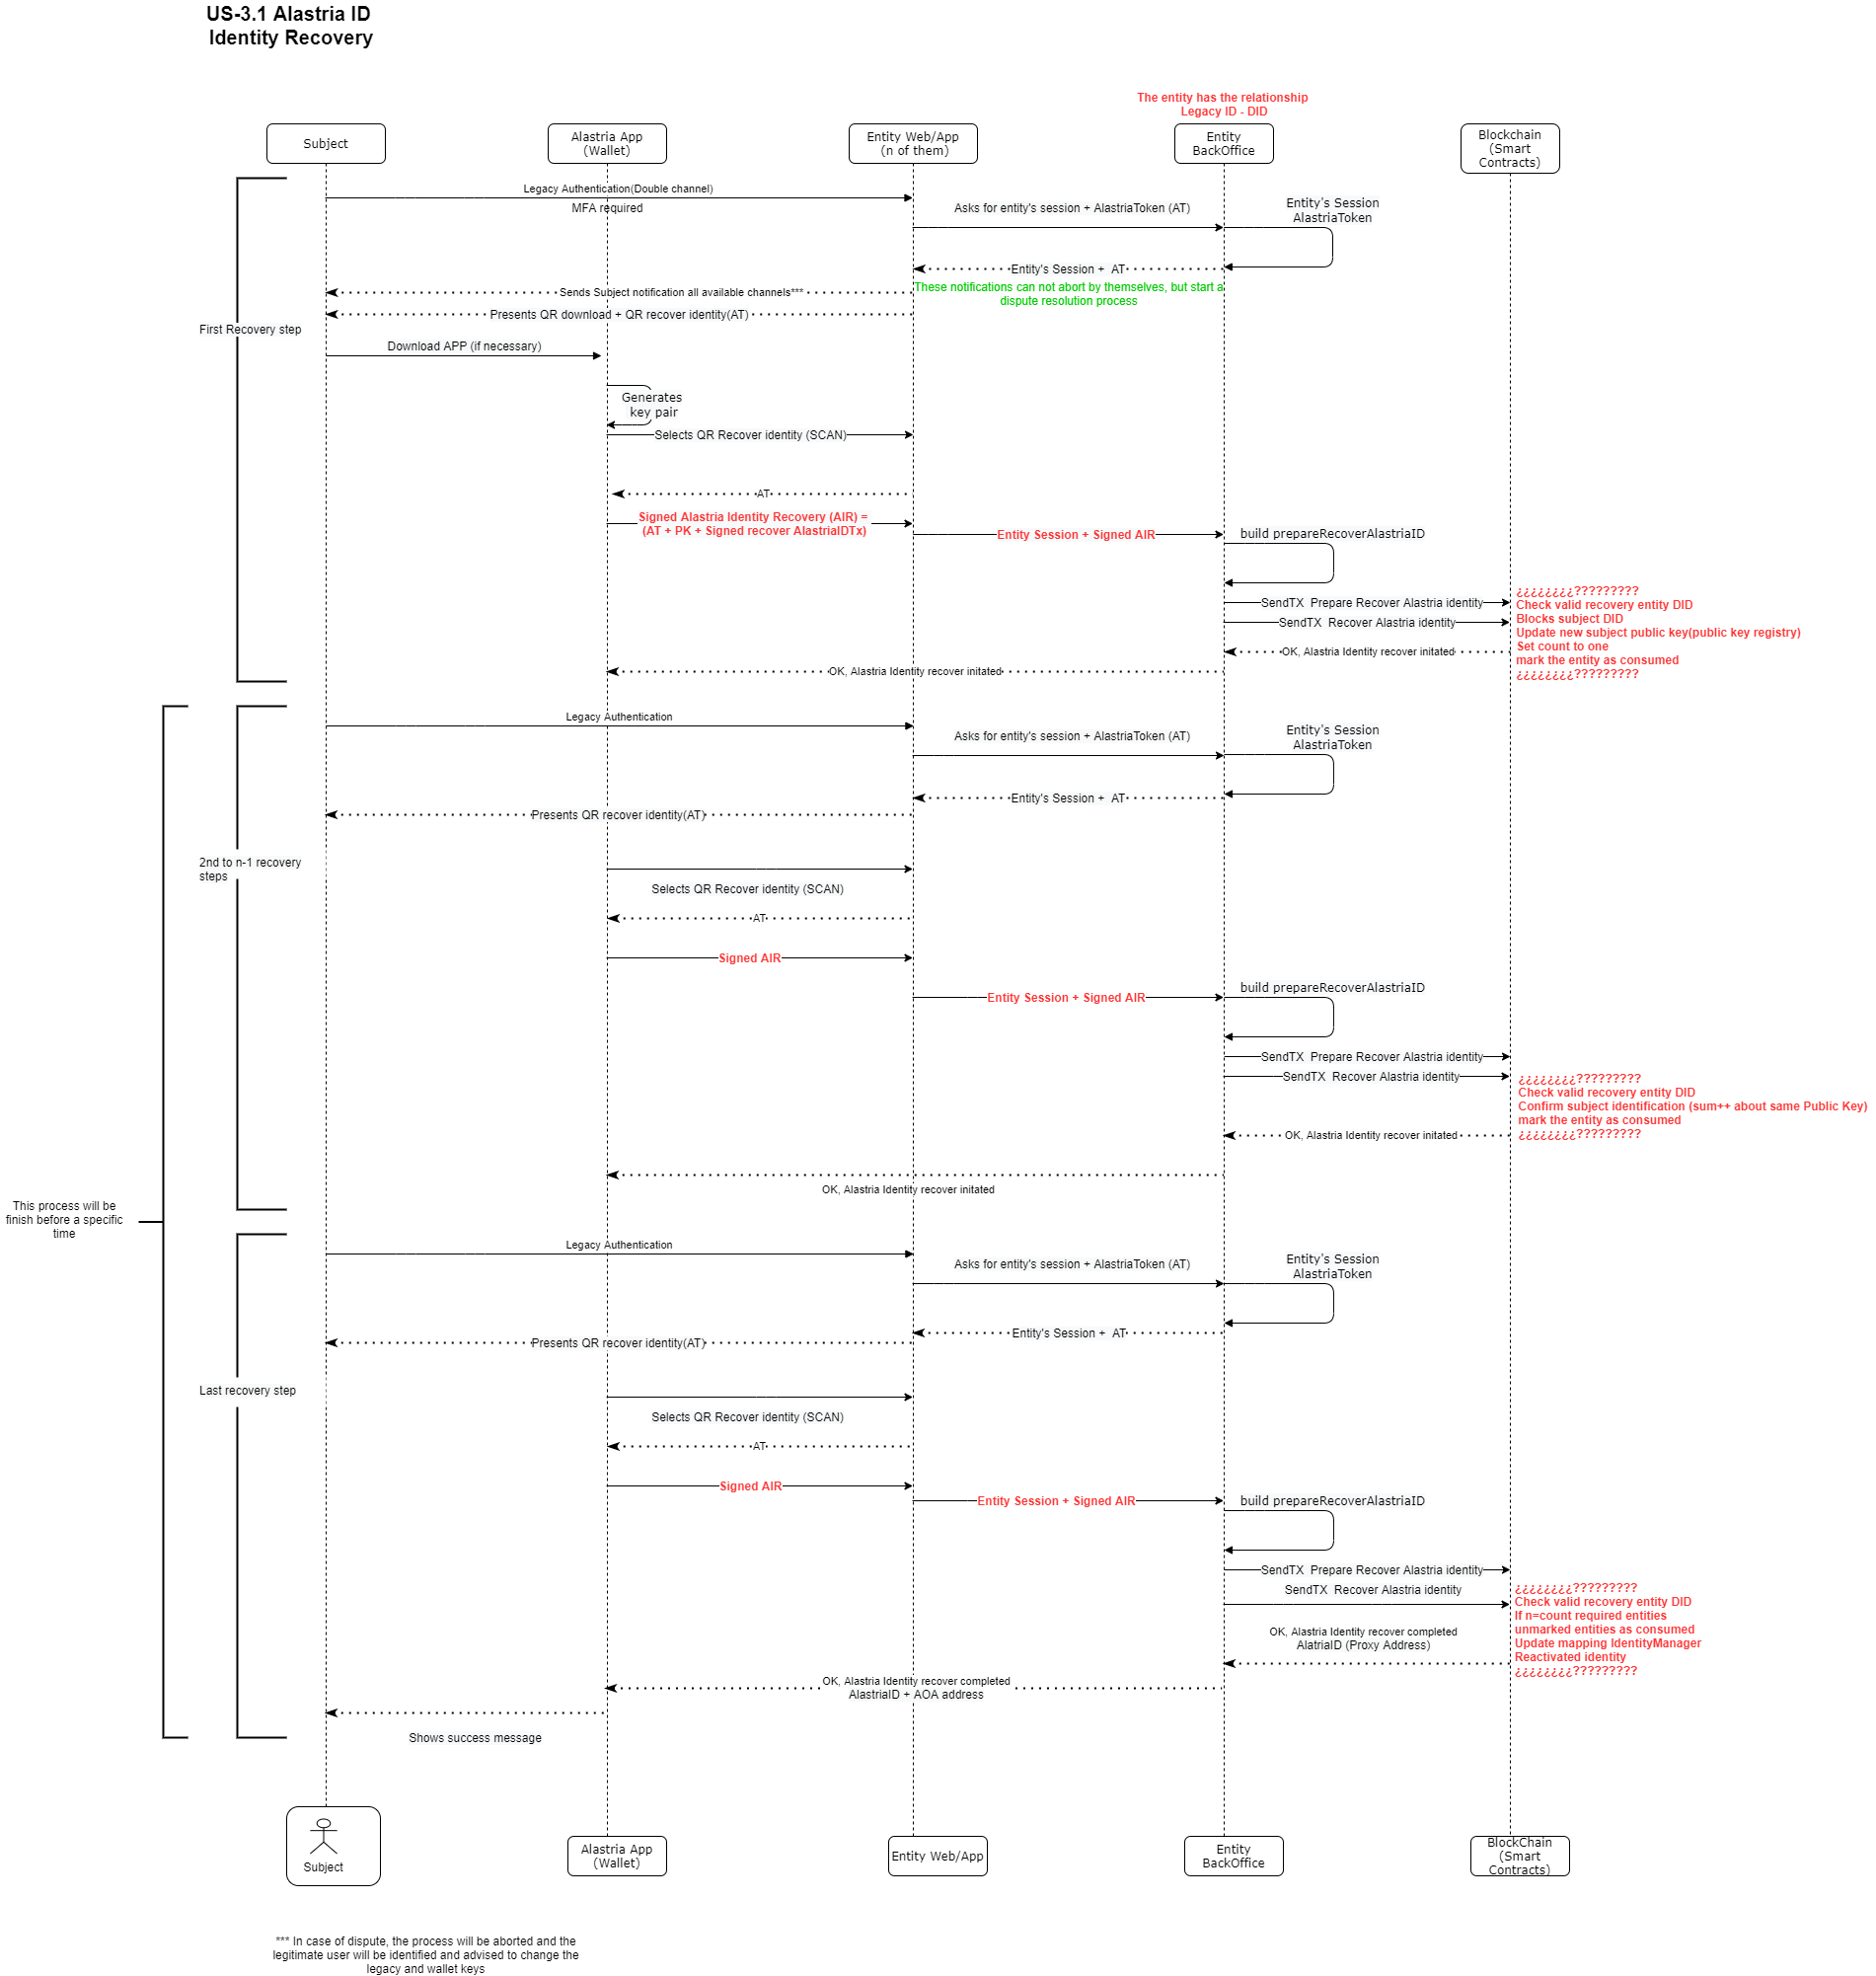 US-3.1 Alastria ID
Identity Recovery
The entity has the relationship
Legacy ID - DID
Subject
Alastria App
(Wallet)
Entity Web/App
(n of them)
Entity
BackOffice
Blockchain
(Smart
Contracts)
Legacy Authentication(Double channel)
MFA required
Asks for entity's session + AlastriaToken (AT)
Entity's Session
AlastriaToken
Entity's Session +  AT
Sends Subject notification all available channels***
These notifications can not abort by themselves, but start a
dispute resolution process
Presents QR download + QR recover identity(AT)
First Recovery step
Download APP (if necessary)
Generates
key pair
Selects QR Recover identity (SCAN)
AT
Signed Alastria Identity Recovery (AIR) =
(AT + PK + Signed recover AlastriaIDTx)
Entity Session + Signed AIR
build prepareRecoverAlastriaID
SendTX  Prepare Recover Alastria identity
SendTX  Recover Alastria identity
¿¿¿¿¿¿¿¿?????????
Check valid recovery entity DID
Blocks subject DID
Update new subject public key(public key registry)
Set count to one
mark the entity as consumed
¿¿¿¿¿¿¿¿?????????
OK, Alastria Identity recover initated
OK, Alastria Identity recover initated
Legacy Authentication
Asks for entity's session + AlastriaToken (AT)
Entity's Session
AlastriaToken
Entity's Session +  AT
Presents QR recover identity(AT)
2nd to n-1 recovery
steps
Selects QR Recover identity (SCAN)
AT
Signed AIR
Entity Session + Signed AIR
build prepareRecoverAlastriaID
SendTX  Prepare Recover Alastria identity
SendTX  Recover Alastria identity
¿¿¿¿¿¿¿¿?????????
Check valid recovery entity DID
Confirm subject identification (sum++ about same Public Key)
mark the entity as consumed
¿¿¿¿¿¿¿¿?????????
OK, Alastria Identity recover initated
OK, Alastria Identity recover initated
This process will be
finish before a specific
time
Legacy Authentication
Asks for entity's session + AlastriaToken (AT)
Entity's Session
AlastriaToken
Entity's Session +  AT
Presents QR recover identity(AT)
Last recovery step
Selects QR Recover identity (SCAN)
AT
Signed AIR
Entity Session + Signed AIR
build prepareRecoverAlastriaID
SendTX  Prepare Recover Alastria identity
SendTX  Recover Alastria identity
¿¿¿¿¿¿¿¿?????????
Check valid recovery entity DID
If n=count required entities
unmarked entities as consumed
Update mapping IdentityManager
Reactivated identity
¿¿¿¿¿¿¿¿?????????
OK, Alastria Identity recover completed
AlatriaID (Proxy Address)
OK, Alastria Identity recover completed
AlastriaID + AOA address
Shows success message
Subject
Alastria App
(Wallet)
Entity Web/App
Entity
BackOffice
BlockChain
(Smart
Contracts)
*** In case of dispute, the process will be aborted and the
legitimate user will be identified and advised to change the
legacy and wallet keys